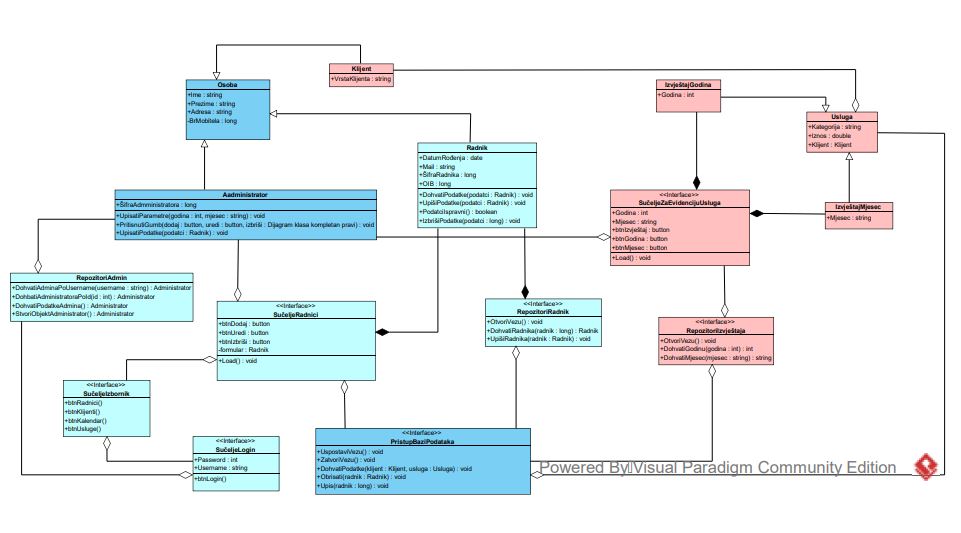 Klijent
+VrstaKlijenta : string
Osoba
+Ime : string
+Prezime : string
+Adresa : string
-BrMobitela : long
IzvještajGodina
+Godina : int
Usluga
+Kategorija : string
+Iznos : double
+Klijent : Klijent
Radnik
+DatumRođenja : date
+Mail : string
+ŠifraRadnika : long
+OIB : long
+DohvatiPodatke(podatci : Radnik) : void
+UpišiPodatke(podatci : Radnik) : void
+PodatciIspravni() : boolean
+IzbrišiPodatke(podatci : long) : void
Aadministrator
+ŠifraAdmministratora : long
+UpisatiParametre(godina : int, mjesec : string) : void
+PritisnutiGumb(dodaj : button, uredi : button, izbriši : Dijagram klasa kompletan pravi) : void
+UpisatiPodatke(podatci : Radnik) : void
<<Interface>>
SučeljeZaEvidencijuUsluga
+Godina : int
+Mjesec : string
+btnIzvještaj : button
+btnGodina : button
+btnMjesec : button
+Load() : void
IzvještajMjesec
+Mjesec : string
RepozitoriAdmin
+DohvatiAdminaPoUsername(username : string) : Administrator
+DohbatiAdministratoraPoId(id : int) : Administrator
+DohvatiPodatkeAdmina() : Administrator
+StvoriObjektAdministrator() : Administrator
<<Interface>>
SučeljeRadnici
+btnDodaj : button
+btnUredi : button
+btnIzbriši : button
-formular : Radnik
+Load() : void
<<Interface>>
RepozitoriRadnik
+OtvoriVezu() : void
+DohvatiRadnika(radnik : long) : Radnik
+UpišiRadnika(radnik : Radnik) : void
<<Interface>>
RepozitoriIzvještaja
+OtvoriVezu() : void
+DohvatiGodinu(godina : int) : int
+DohvatiMjesec(mjesec : string) : string
<<Interface>>
SučeljeIzbornik
+btnRadnici()
+btnKlijenti()
+btnKalendar()
+btnUsluge()
<<Interface>>
SučeljeLogin
+Password : int
+Username : string
+btnLogin()
<<Interface>>
PristupBaziPodataka
+UspostaviVezu() : void
+ZatvoriVezu() : void
+DohvatiPodatke(klijent : Klijent, usluga : Usluga) : void
+Obrisati(radnik : Radnik) : void
+Upis(radnik : long) : void
Powered By Visual Paradigm Community Edition